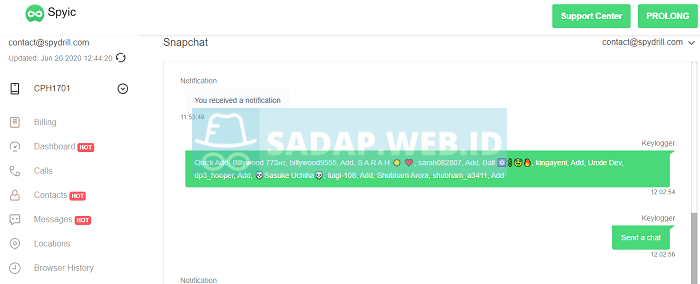 Spyic
Support Center
PROLONG
contact@spydrill.com
Updated: Jun 20 2020 12:44:20
Snapchat
contact@spydrill.com
CPH1701
Billing
Dashboard HOT
Calls
Contacts HOT
Messages HOT
Locations
Browser History
Notification
You received a notification
11:53:49
SADAP.WEB.ID
Keylogger
Quick Add, Billywood 773нт, billywood9555, Add, S A R A H, sarah082807, Add, Ball, kingayeni, Add, Unxle Dev,
dp3_hooper, Add, 💀Sasuke Uchiha💀, luigi-108, Add, Shubham Arora, shubham_a3411, Add
12:02:54
Keylogger
Send a chat
12:02:56
Notification